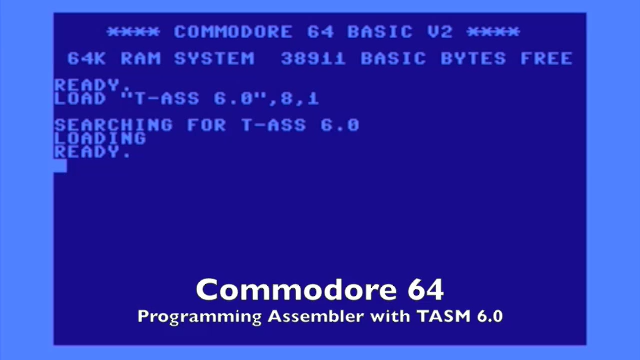 **** COMMODORE 64 BASIC V2 ****
64K RAM SYSTEM  38911 BASIC BYTES FREE
READY.
LOAD "T-ASS 6.0",8,1
SEARCHING FOR T-ASS 6.0
LOADING
READY.
Commodore 64
Programming Assembler with TASM 6.0